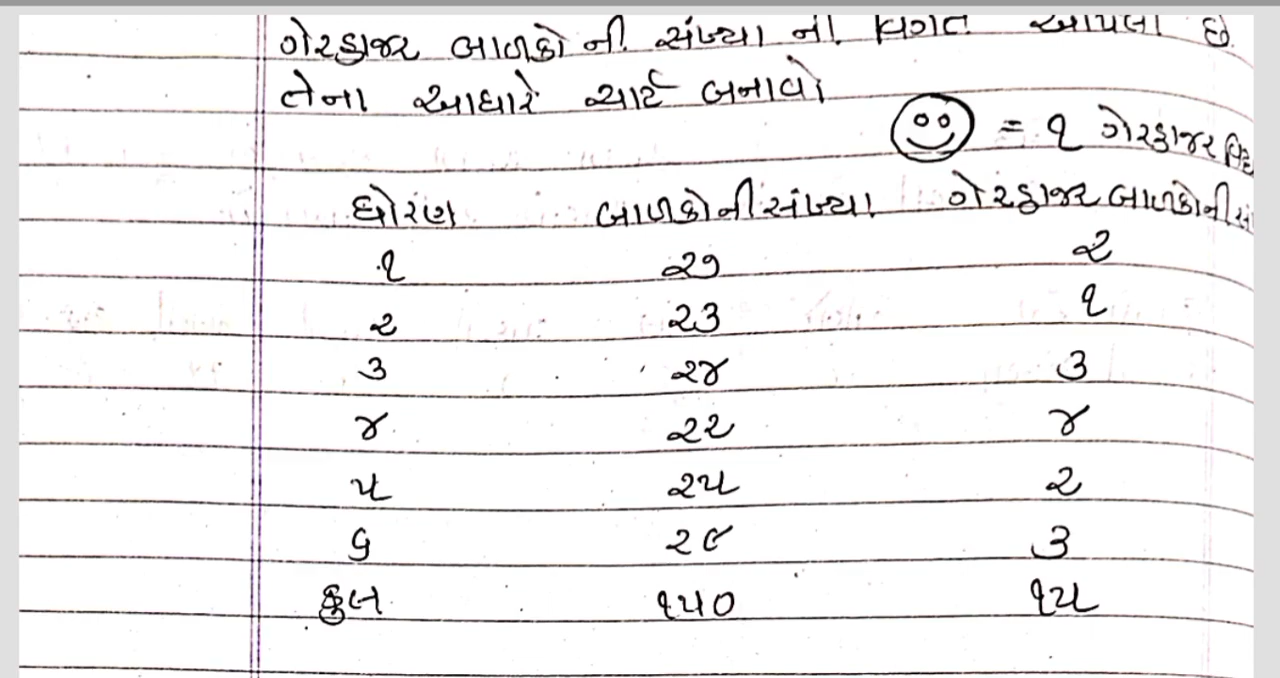 ગેરહાજર બાળકો ની સંખ્યા ની વિગત આપેલી છે.
તેના આધારે ચાર્ટ બનાવો
= ૧ ગેરહાજર
ધોરણ બાળકોની સંખ્યા ગેરહાજર બાળકોની સં
૧ ૨૭ ૨
૨ ૨૩ ૧
૩ ૨૪ ૩
૪ ૨૨ ૪
૫ ૨૫ ૨
૬ ૨૯ ૩
કુલ ૧૫૦ ૧૫